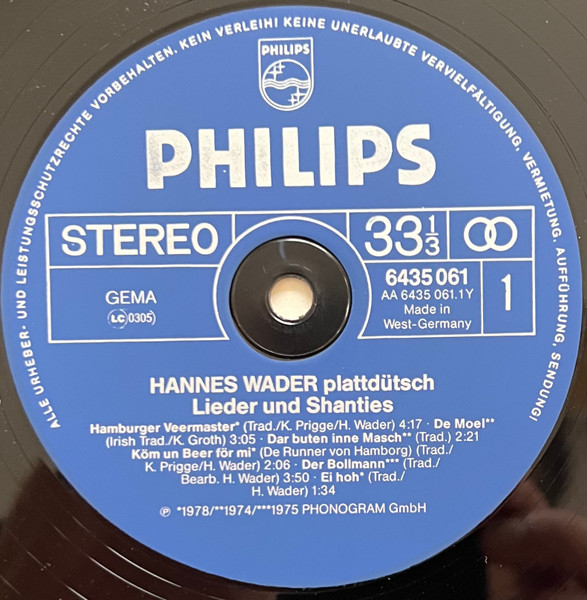 ALLE URHEBER- UND LEISTUNGSSCHUTZRECHTE VORBEHALTEN. KEIN VERLEIH! KEINE UNERLAUBTE VERVIELFÄLTIGUNG, VERMIETUNG, AUFFÜHRUNG, SENDUNG!
PHILIPS
PHILIPS
STEREO
33 1/3
GEMA
LC 0305
6435 061
AA 6435 061.1Y
Made in
West-Germany
1
HANNES WADER plattdütsch
Lieder und Shanties
Hamburger Veermaster* (Trad./K. Prigge/H. Wader) 4:17 · De Moel**
(Irish Trad./K. Groth) 3:05 · Dar buten inne Masch** (Trad.) 2:21
Köm un Beer för mi* (De Runner von Hamborg) (Trad./
K. Prigge/H. Wader) 2:06 · Der Bollmann*** (Trad./
Bearb. H. Wader) 3:50 · Ei hoh* (Trad./
H. Wader) 1:34
℗ *1978/**1974/***1975 PHONOGRAM GmbH